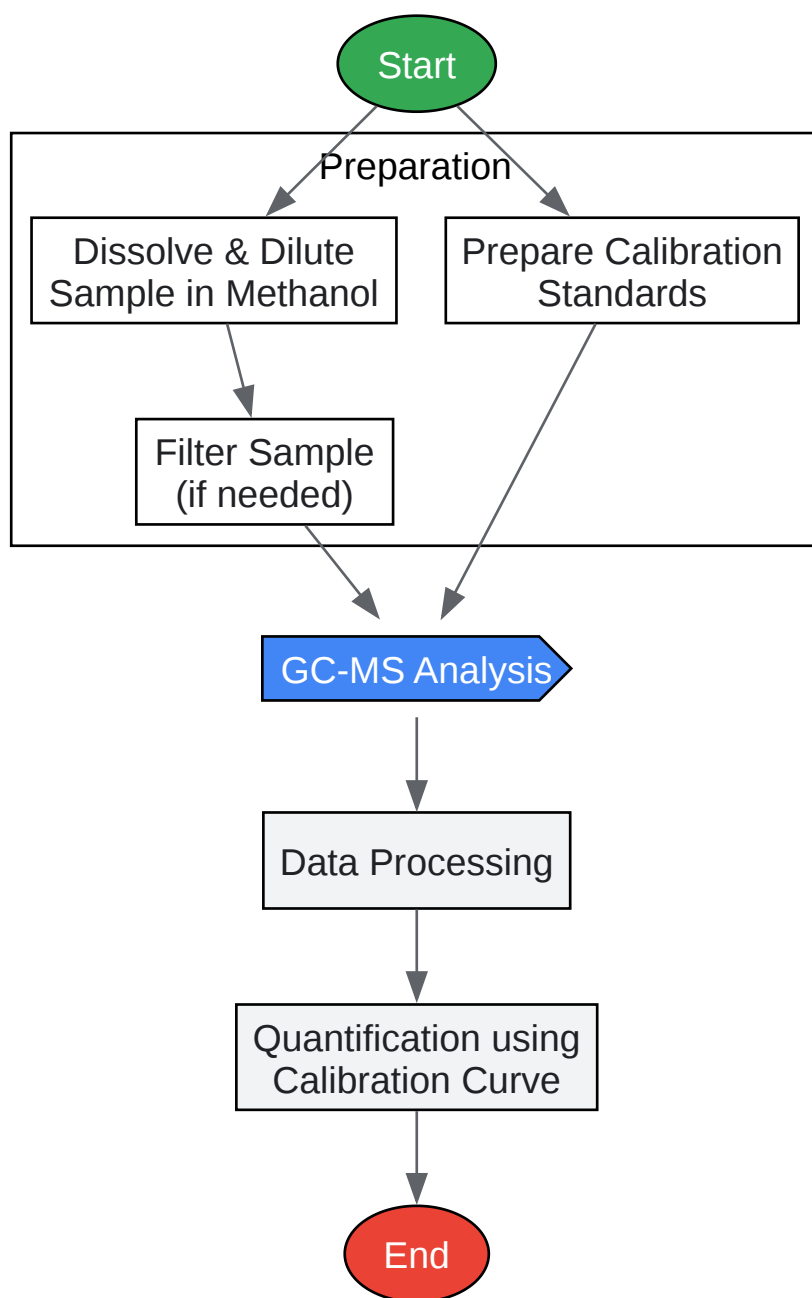 Start
Preparation
Dissolve & Dilute
Sample in Methanol
Prepare Calibration
Standards
Filter Sample
(if needed)
GC-MS Analysis
Data Processing
Quantification using
Calibration Curve
End